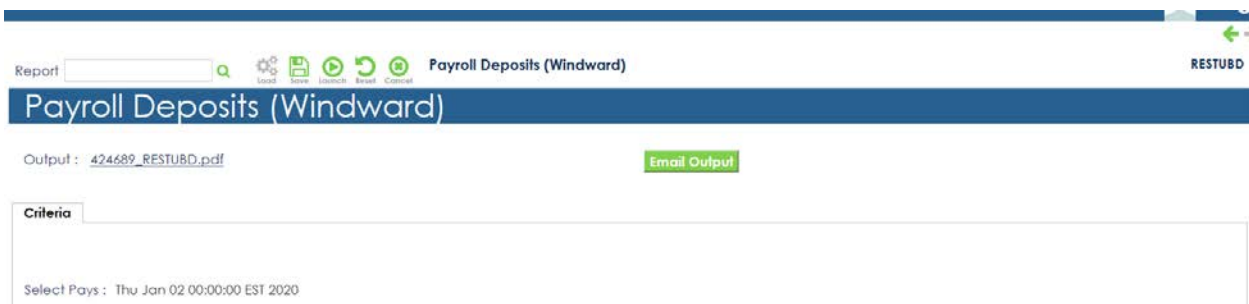 Report
Load Save Launch Reset Cancel
Payroll Deposits (Windward)
RESTUBD
Payroll Deposits (Windward)
Output : 424689_RESTUBD.pdf
Email Output
Criteria
Select Pays : Thu Jan 02 00:00:00 EST 2020